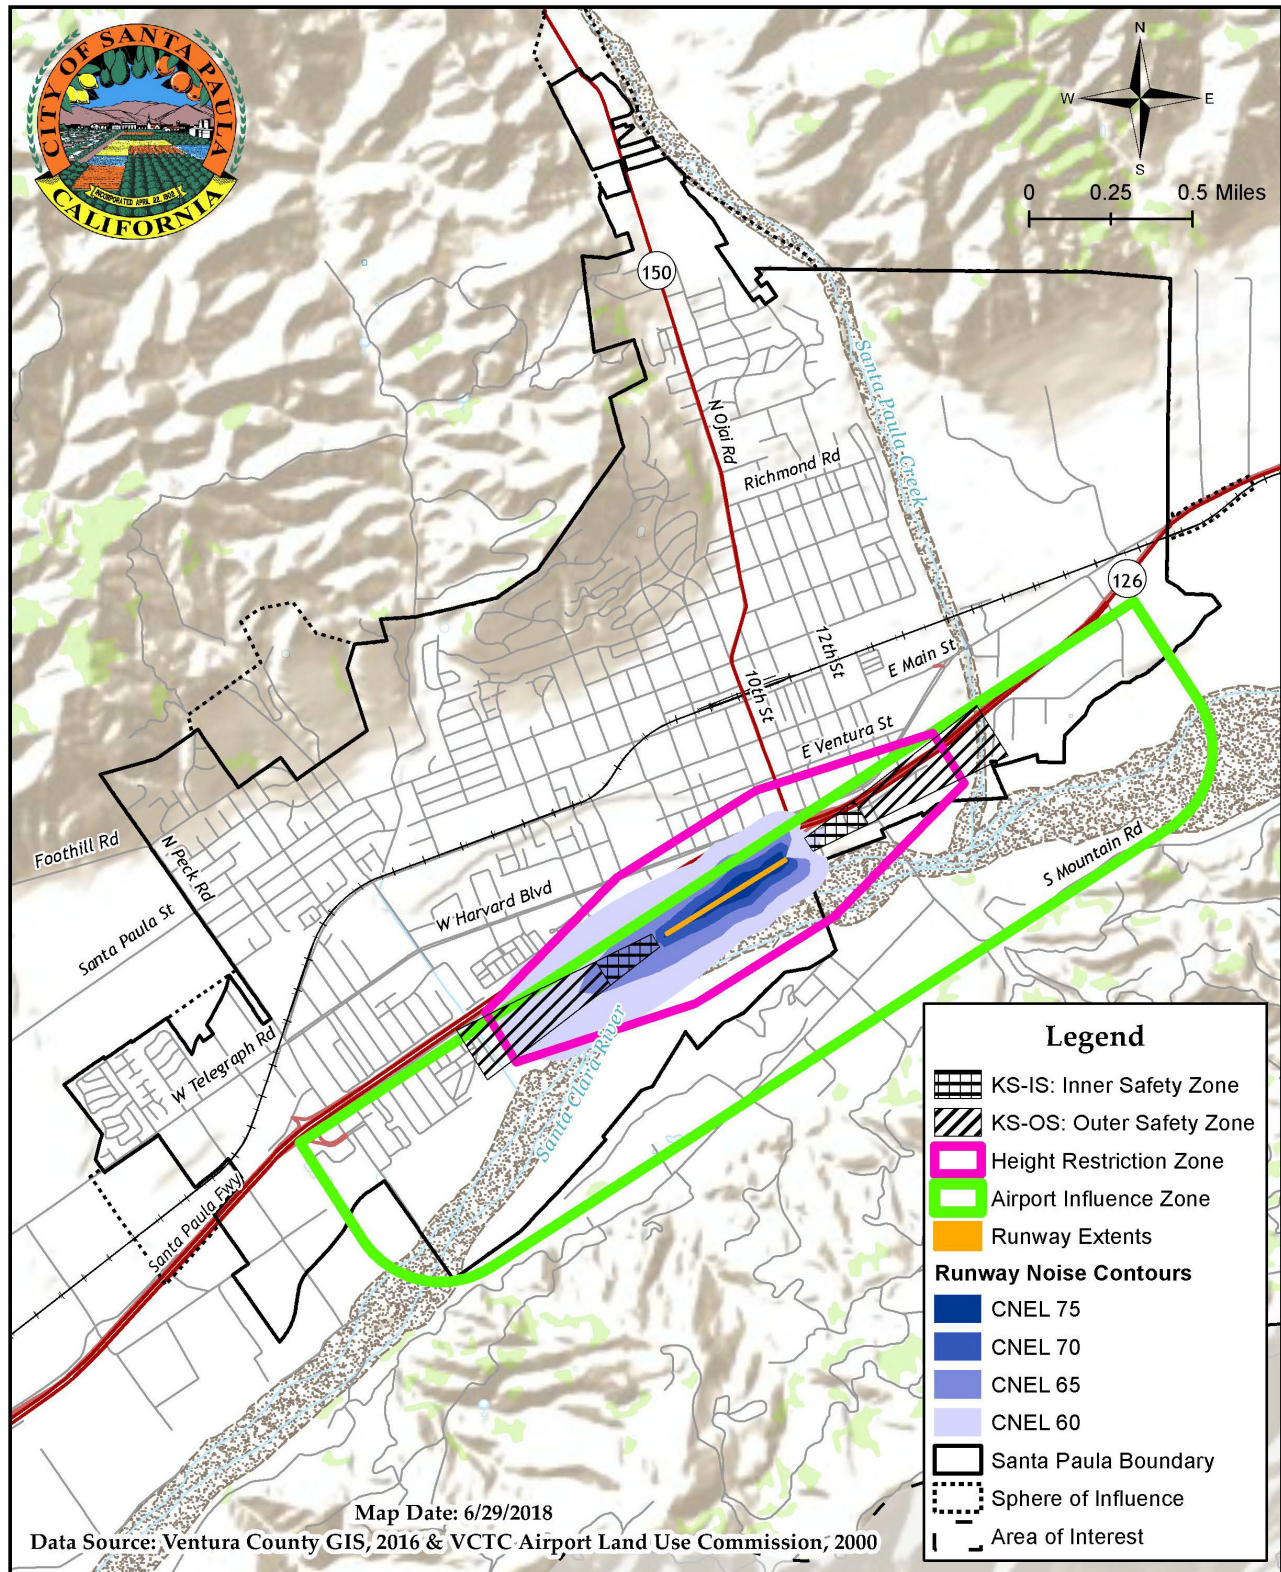 CITY OF SANTA PAULA
INCORPORATED APRIL 22, 1902
CALIFORNIA
N
W
E
S
0
0.25
0.5 Miles
150
Santa Paula Creek
N Ojai Rd
Richmond Rd
126
12th St
E Main St
10th St
E Ventura St
Foothill Rd
N Peck Rd
S Mountain Rd
W Harvard Blvd
Santa Paula St
W Telegraph Rd
Santa Clara River
Santa Paula Fwy
Legend
KS-IS: Inner Safety Zone
KS-OS: Outer Safety Zone
Height Restriction Zone
Airport Influence Zone
Runway Extents
Runway Noise Contours
CNEL 75
CNEL 70
CNEL 65
CNEL 60
Santa Paula Boundary
Sphere of Influence
Area of Interest
Map Date: 6/29/2018
Data Source: Ventura County GIS, 2016 & VCTC Airport Land Use Commission, 2000